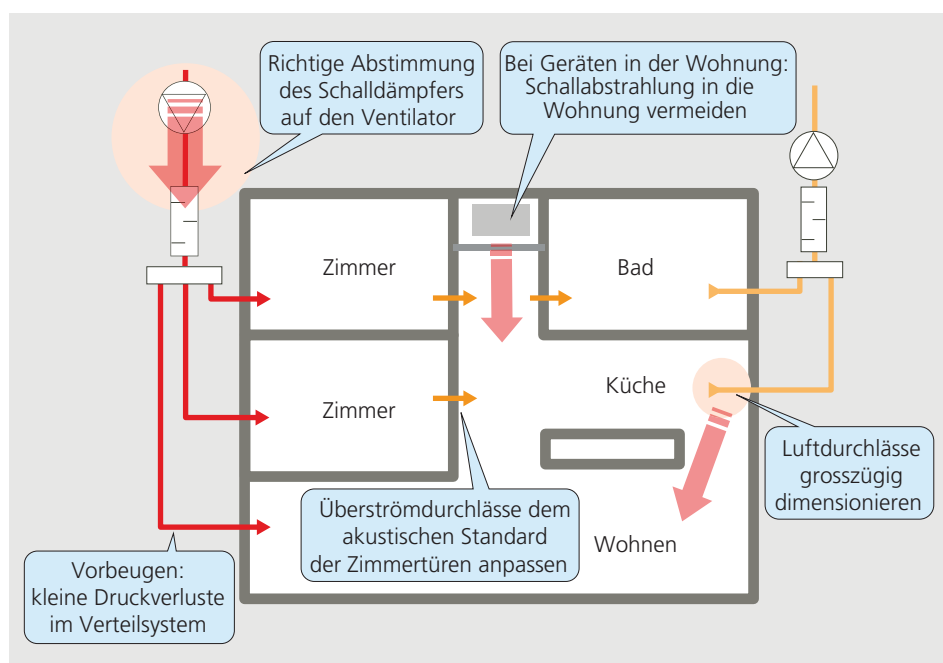 Richtige Abstimmung
des Schalldämpfers
auf den Ventilator
Bei Geräten in der Wohnung:
Schallabstrahlung in die
Wohnung vermeiden
Zimmer
Bad
Zimmer
Küche
Luftdurchlässe
grosszügig
dimensionieren
Überströmdurchlässe dem
akustischen Standard
der Zimmertüren anpassen
Wohnen
Vorbeugen:
kleine Druckverluste
im Verteilsystem